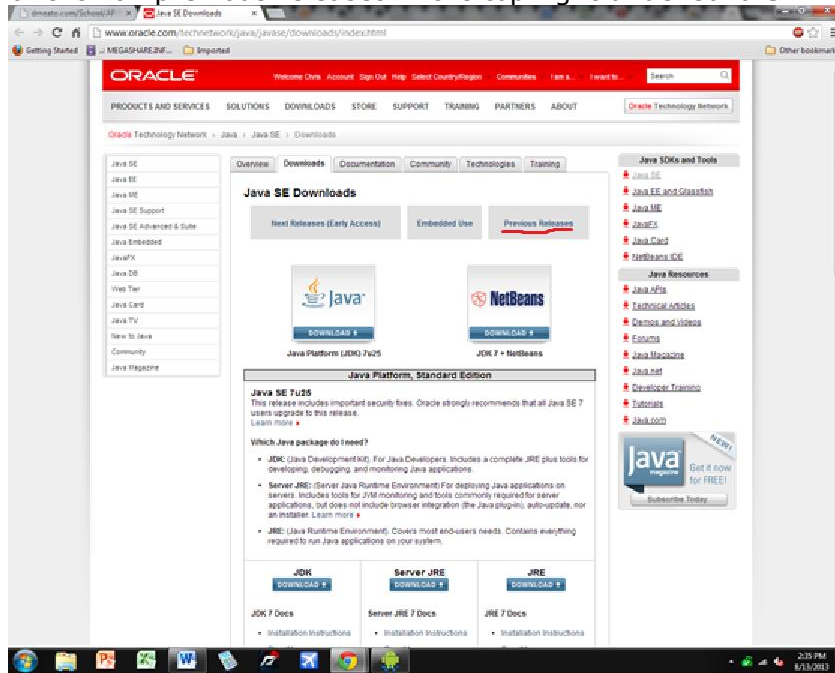 dmeato.com/School/AP/
Java SE Downloads
www.oracle.com/technetwork/java/javase/downloads/index.html
Getting Started
MEGASHARE.INF...
Imported
Other bookmark
ORACLE
Welcome Chris Account Sign Out Help Select Country/Region Communities I am a... I want to...
Search
PRODUCTS AND SERVICES SOLUTIONS DOWNLOADS STORE SUPPORT TRAINING PARTNERS ABOUT
Oracle Technology Network
Oracle Technology Network > Java > Java SE > Downloads
Java SE
Java EE
Java ME
Java SE Support
Java SE Advanced & Suite
Java Embedded
JavaFX
Java DB
Web Tier
Java Card
Java TV
New to Java
Community
Java Magazine
Overview Downloads Documentation Community Technologies Training
Java SE Downloads
Next Releases (Early Access) Embedded Use Previous Releases
Java
DOWNLOAD
Java Platform (JDK) 7u25
NetBeans
DOWNLOAD
JDK 7 + NetBeans
Java Platform, Standard Edition
Java SE 7u25
This release includes important security fixes. Oracle strongly recommends that all Java SE 7
users upgrade to this release.
Learn more
Which Java package do I need?
• JDK: (Java Development Kit). For Java Developers. Includes a complete JRE plus tools for
developing, debugging, and monitoring Java applications.
• Server JRE: (Server Java Runtime Environment) For deploying Java applications on
servers. Includes tools for JVM monitoring and tools commonly required for server
applications, but does not include browser integration (the Java plug-in), auto-update, nor
an installer. Learn more
• JRE: (Java Runtime Environment). Covers most end-users needs. Contains everything
required to run Java applications on your system.
JDK
DOWNLOAD
JDK 7 Docs
• Installation Instructions
Server JRE
DOWNLOAD
Server JRE 7 Docs
• Installation Instructions
JRE
DOWNLOAD
JRE 7 Docs
• Installation Instructions
Java SDKs and Tools
Java SE
Java EE and Glassfish
Java ME
JavaFX
Java Card
NetBeans IDE
Java Resources
Java APIs
Technical Articles
Demos and Videos
Forums
Java Magazine
Java.net
Developer Training
Tutorials
Java.com
NEW!
Java
magazine
Get it now
for FREE!
Subscribe Today
2:35 PM
6/13/2013